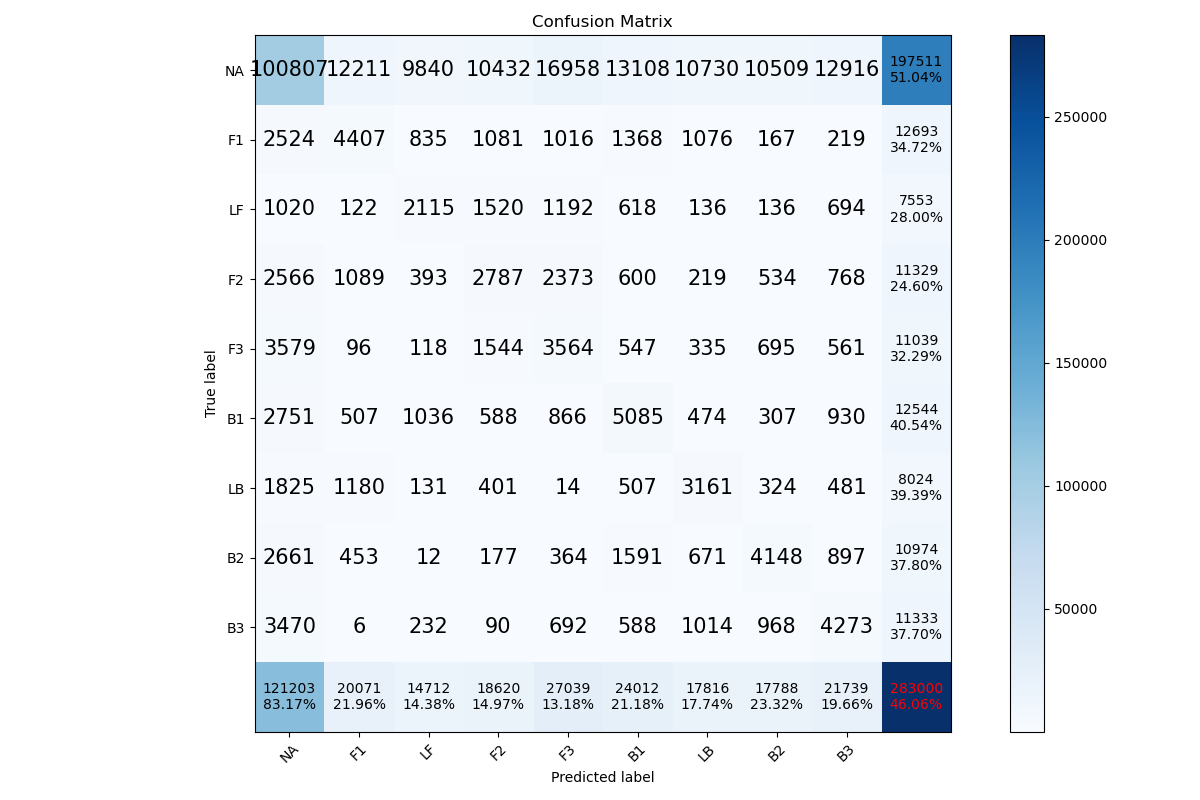 Confusion Matrix
NA 100807 12211 9840 10432 16958 13108 10730 10509 12916 197511
51.04%
F1 2524 4407 835 1081 1016 1368 1076 167 219 12693
34.72%
LF 1020 122 2115 1520 1192 618 136 136 694 7553
28.00%
F2 2566 1089 393 2787 2373 600 219 534 768 11329
24.60%
F3 3579 96 118 1544 3564 547 335 695 561 11039
32.29%
B1 2751 507 1036 588 866 5085 474 307 930 12544
40.54%
LB 1825 1180 131 401 14 507 3161 324 481 8024
39.39%
B2 2661 453 12 177 364 1591 671 4148 897 10974
37.80%
B3 3470 6 232 90 692 588 1014 968 4273 11333
37.70%
121203 20071 14712 18620 27039 24012 17816 17788 21739 283000
83.17% 21.96% 14.38% 14.97% 13.18% 21.18% 17.74% 23.32% 19.66% 46.06%
NA F1 LF F2 F3 B1 LB B2 B3
Predicted label
True label
250000
200000
150000
100000
50000